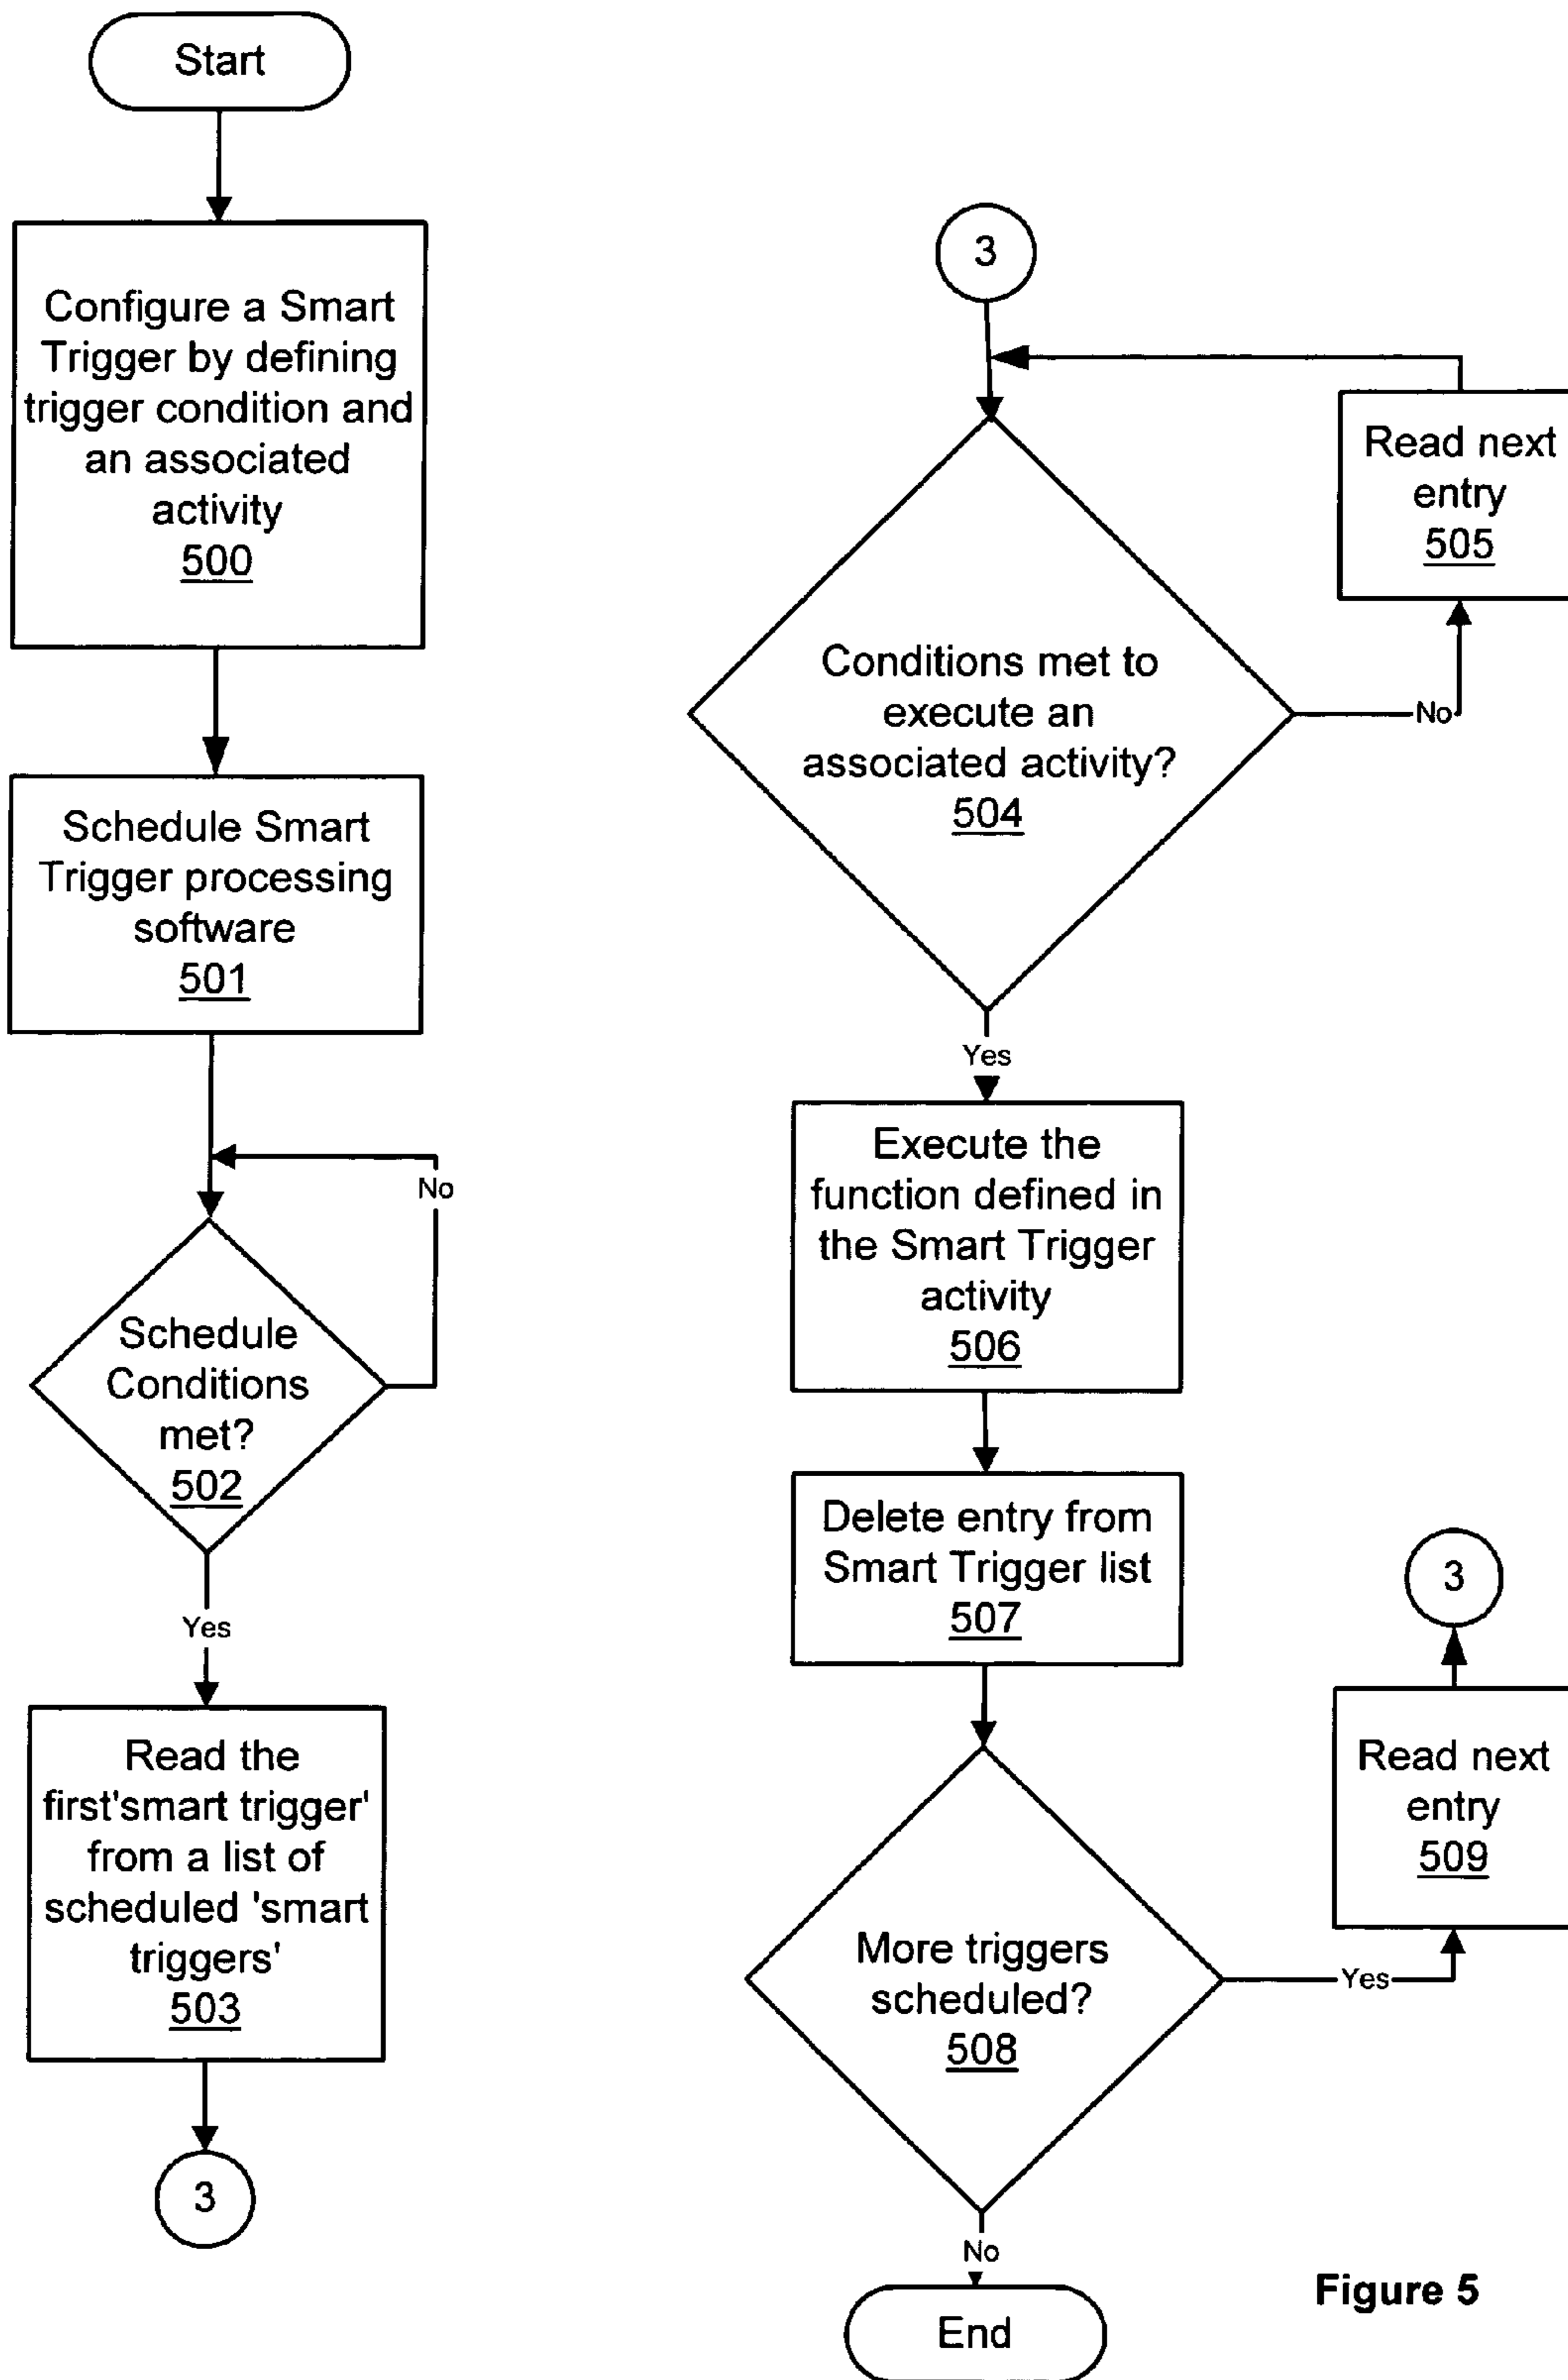 Start
Configure a Smart
Trigger by defining
trigger condition and
an associated
activity
500
Schedule Smart
Trigger processing
software
501
No
Schedule
Conditions
met?
502
Yes
Read the
first'smart trigger'
from a list of
scheduled 'smart
triggers'
503
3
3
Read next
entry
505
Conditions met to
execute an
associated activity?
504
No
Yes
Execute the
function defined in
the Smart Trigger
activity
506
Delete entry from
Smart Trigger list
507
3
Read next
entry
509
More triggers
scheduled?
508
Yes
No
End
Figure 5